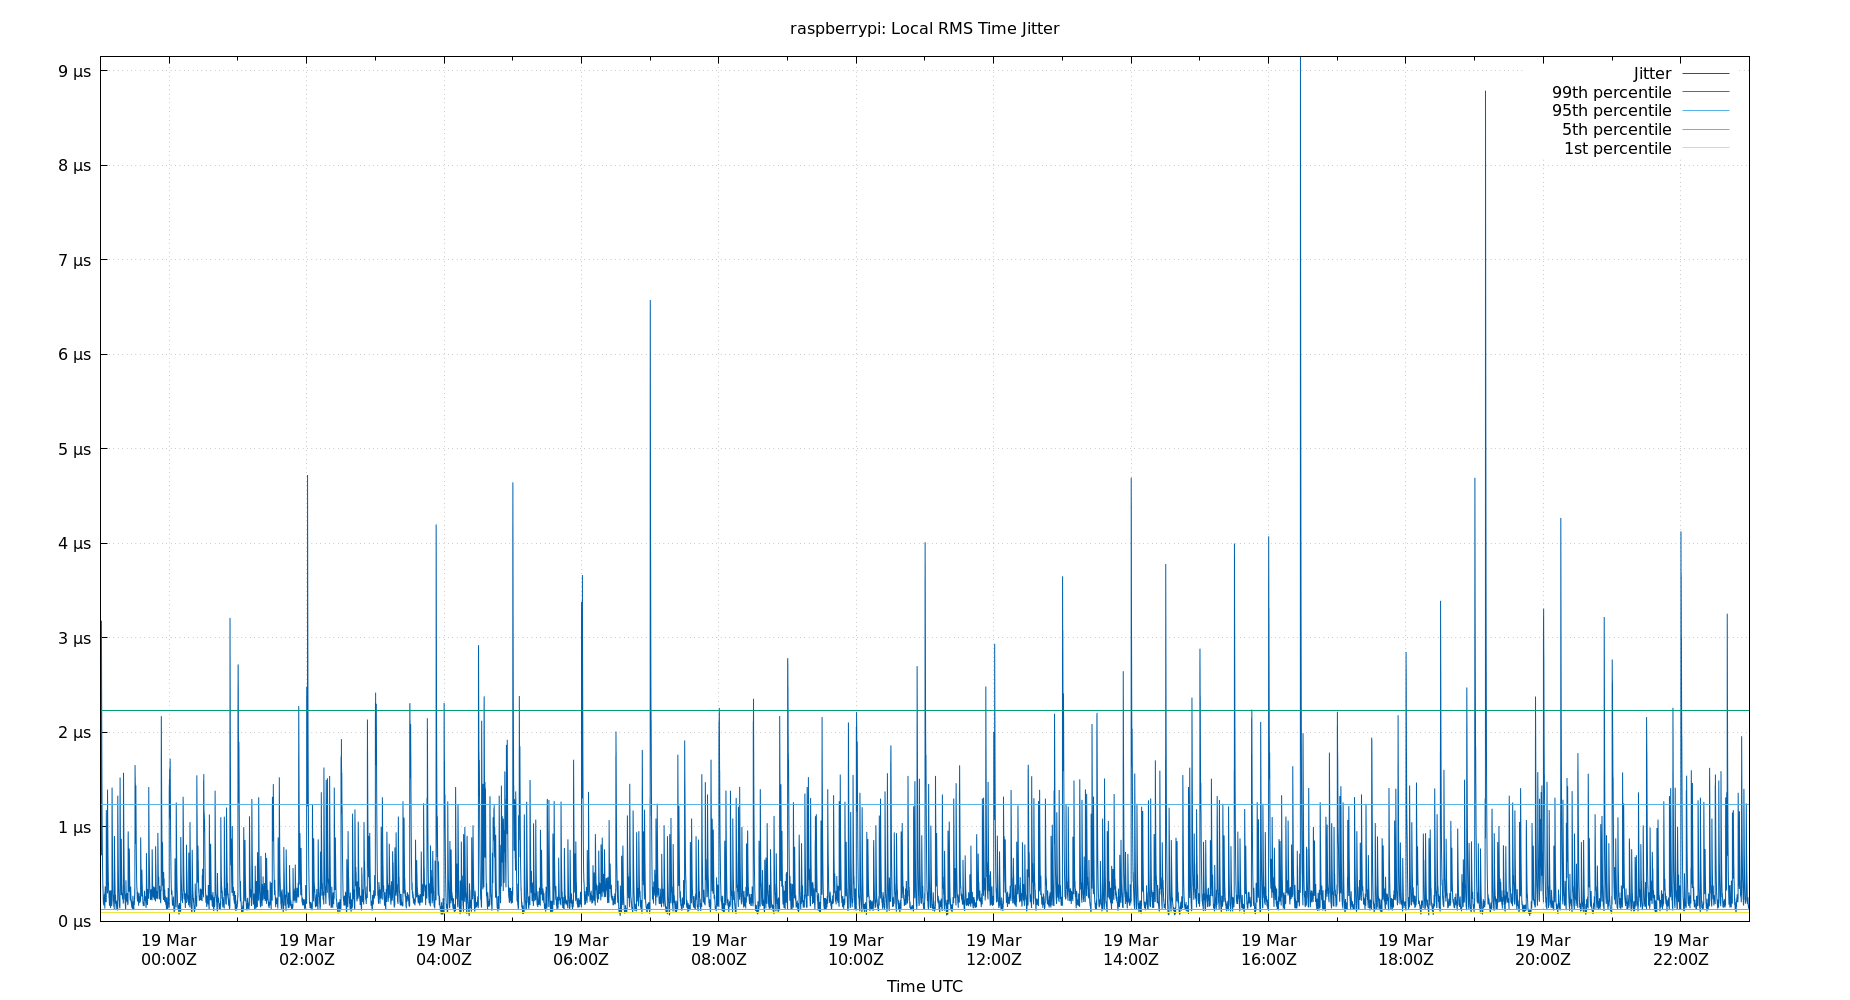 raspberrypi: Local RMS Time Jitter
9 μs
8 μs
7 μs
6 μs
5 μs
4 μs
3 μs
2 μs
1 μs
0 μs
Jitter
99th percentile
95th percentile
5th percentile
1st percentile
19 Mar 19 Mar 19 Mar 19 Mar 19 Mar 19 Mar 19 Mar 19 Mar 19 Mar 19 Mar 19 Mar 19 Mar
00:00Z 02:00Z 04:00Z 06:00Z 08:00Z 10:00Z 12:00Z 14:00Z 16:00Z 18:00Z 20:00Z 22:00Z
Time UTC